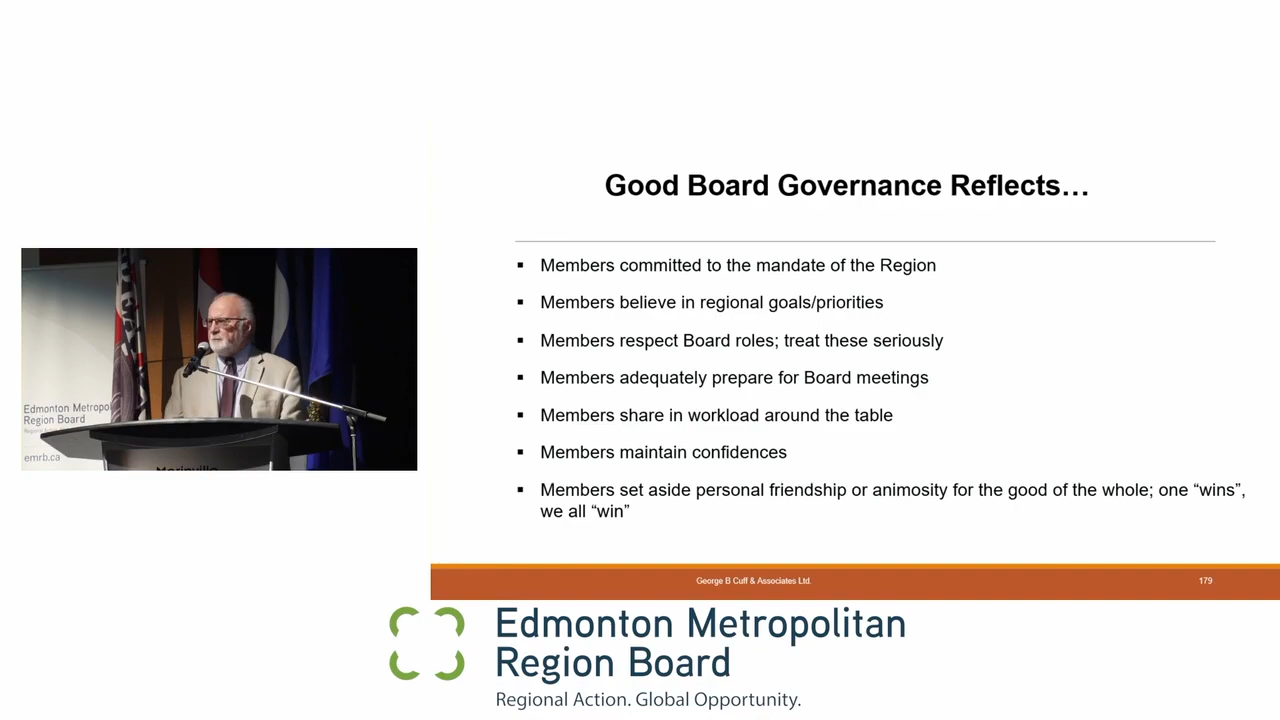 Good Board Governance Reflects…
▪ Members committed to the mandate of the Region
▪ Members believe in regional goals/priorities
▪ Members respect Board roles; treat these seriously
▪ Members adequately prepare for Board meetings
▪ Members share in workload around the table
▪ Members maintain confidences
▪ Members set aside personal friendship or animosity for the good of the whole; one “wins”,
we all “win”
George B Cuff & Associates Ltd.
179
Edmonton Metropol
Region Board
emrb.ca
Edmonton Metropolitan
Region Board
Regional Action. Global Opportunity.